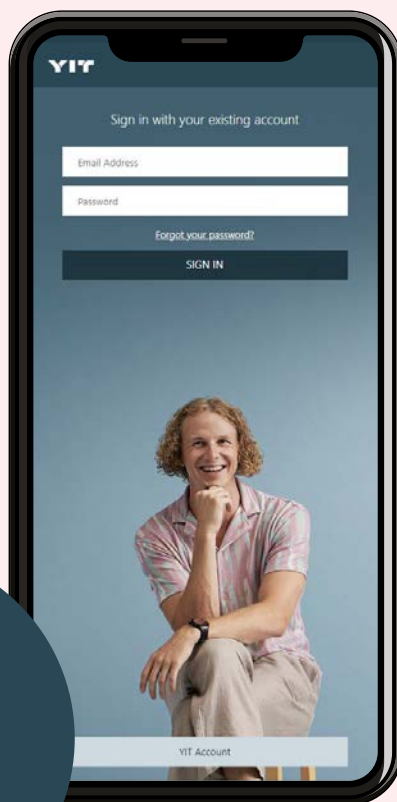 YIT
Sign in with your existing account
Email Address
Password
Forgot your password?
SIGN IN
YIT Account